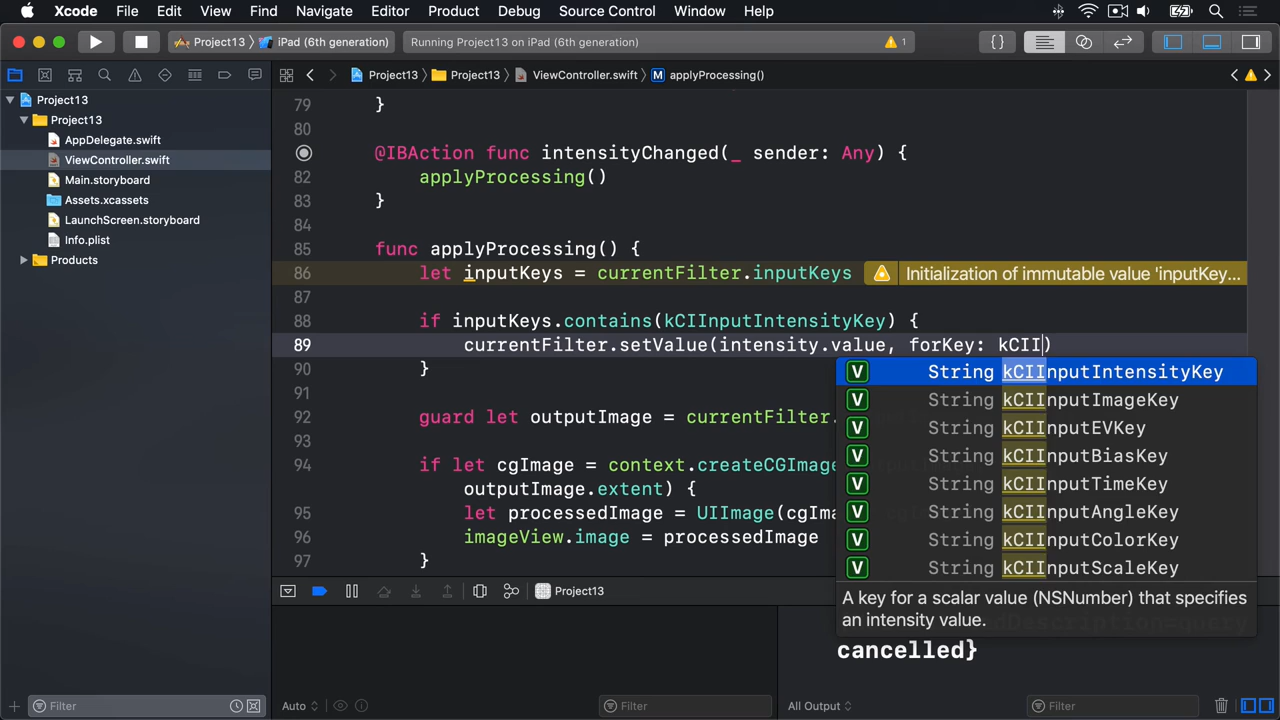 Xcode File Edit View Find Navigate Editor Product Debug Source Control Window Help
Project13 iPad (6th generation) Running Project13 on iPad (6th generation) 1
Project13 Project13 ViewController.swift M applyProcessing()
Project13
Project13
AppDelegate.swift
ViewController.swift
Main.storyboard
Assets.xcassets
LaunchScreen.storyboard
Info.plist
Products
79 }
80
@IBAction func intensityChanged(_ sender: Any) {
82 applyProcessing()
83 }
84
85 func applyProcessing() {
86 let inputKeys = currentFilter.inputKeys Initialization of immutable value 'inputKey...
87
88 if inputKeys.contains(kCIInputIntensityKey) {
89 currentFilter.setValue(intensity.value, forKey: kCII)
90 }
92 guard let outputImage = currentFilter.
93
94 if let cgImage = context.createCGImage
outputImage.extent) {
95 let processedImage = UIImage(cgIma
96 imageView.image = processedImage
97 }
V String kCIInputIntensityKey
V String kCIInputImageKey
V String kCIInputEVKey
V String kCIInputBiasKey
V String kCIInputTimeKey
V String kCIInputAngleKey
V String kCIInputColorKey
V String kCIInputScaleKey
A key for a scalar value (NSNumber) that specifies
an intensity value.
Project13
cancelled}
Filter Auto Filter All Output Filter